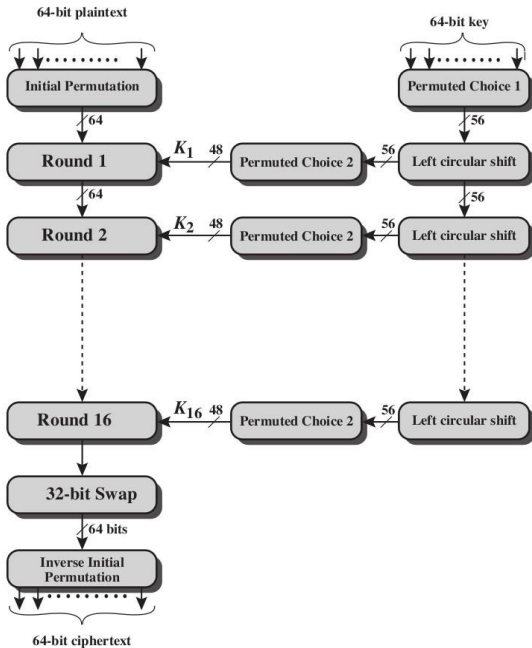 64-bit plaintext
64-bit key
Initial Permutation
Permuted Choice 1
64
56
Round 1
K1
48
Permuted Choice 2
56
Left circular shift
64
56
Round 2
K2
48
Permuted Choice 2
56
Left circular shift
Round 16
K16
48
Permuted Choice 2
56
Left circular shift
32-bit Swap
64 bits
Inverse Initial
Permutation
64-bit ciphertext